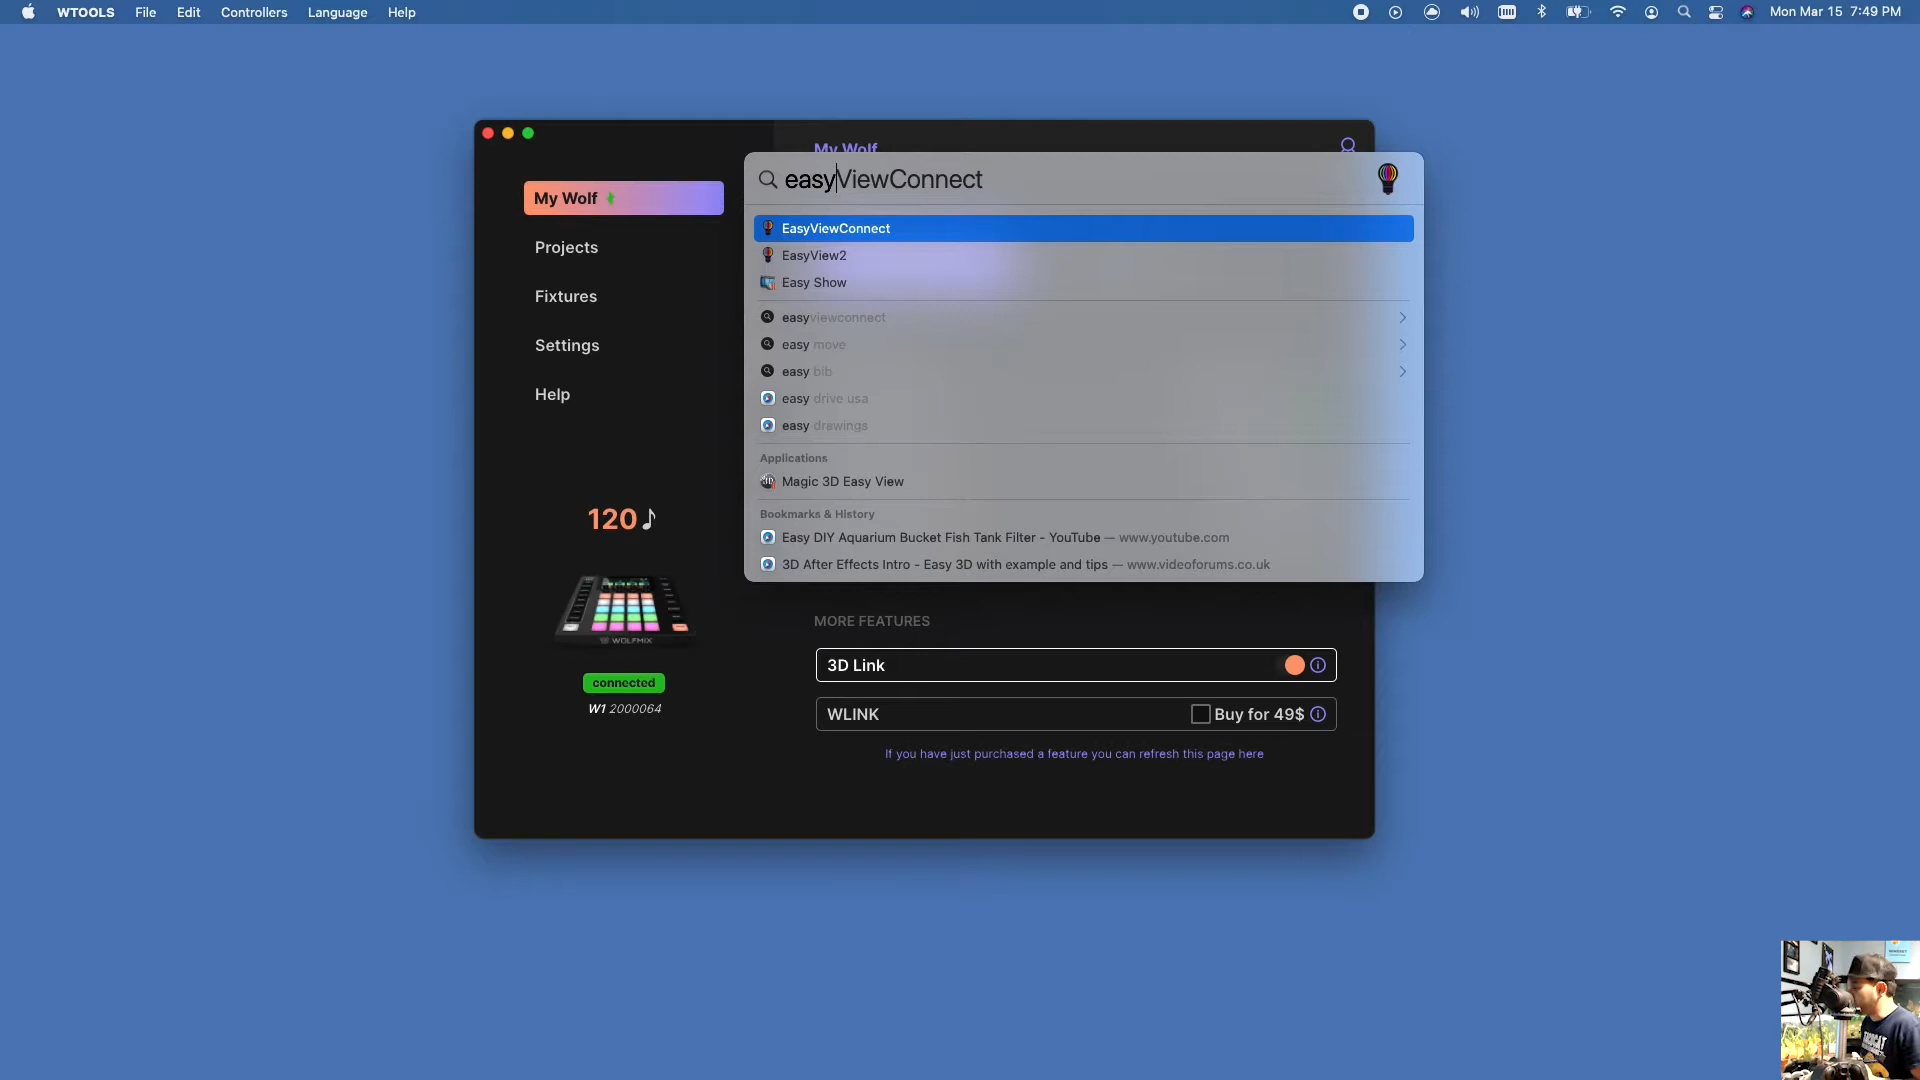 WTOOLS File Edit Controllers Language Help Mon Mar 15 7:49 PM
My Wolf
easyViewConnect
My Wolf
EasyViewConnect
Projects
EasyView2
Easy Show
Fixtures
easyviewconnect
Settings
easy move
easy bib
Help
easy drive usa
easy drawings
Applications
Magic 3D Easy View
120
Bookmarks & History
Easy DIY Aquarium Bucket Fish Tank Filter - YouTube — www.youtube.com
3D After Effects Intro - Easy 3D with example and tips — www.videoforums.co.uk
MORE FEATURES
WOLFMIX
3D Link
connected
W1 2000064
WLINK Buy for 49$
If you have just purchased a feature you can refresh this page here